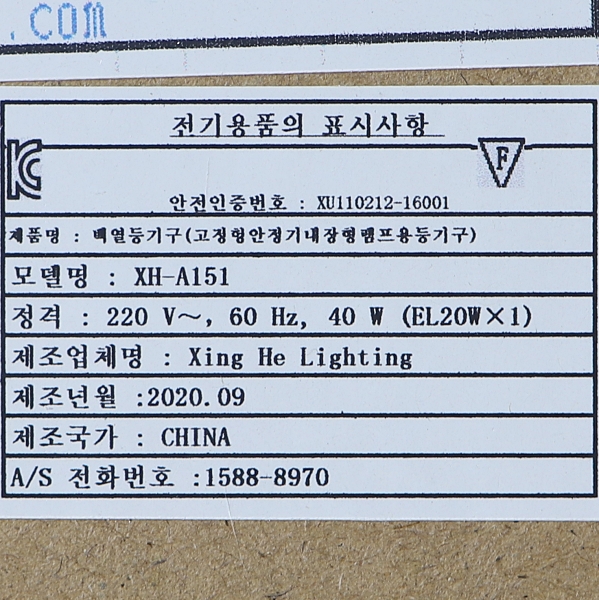 .COM
전기용품의 표시사항
KC
F
안전인증번호 : XU110212-16001
제품명 : 백열등기구(고정형안정기내장형램프용등기구)
모델명 : XH-A151
정격 : 220 V～, 60 Hz, 40 W (EL20W×1)
제조업체명 : Xing He Lighting
제조년월 :2020.09
제조국가 : CHINA
A/S 전화번호 :1588-8970